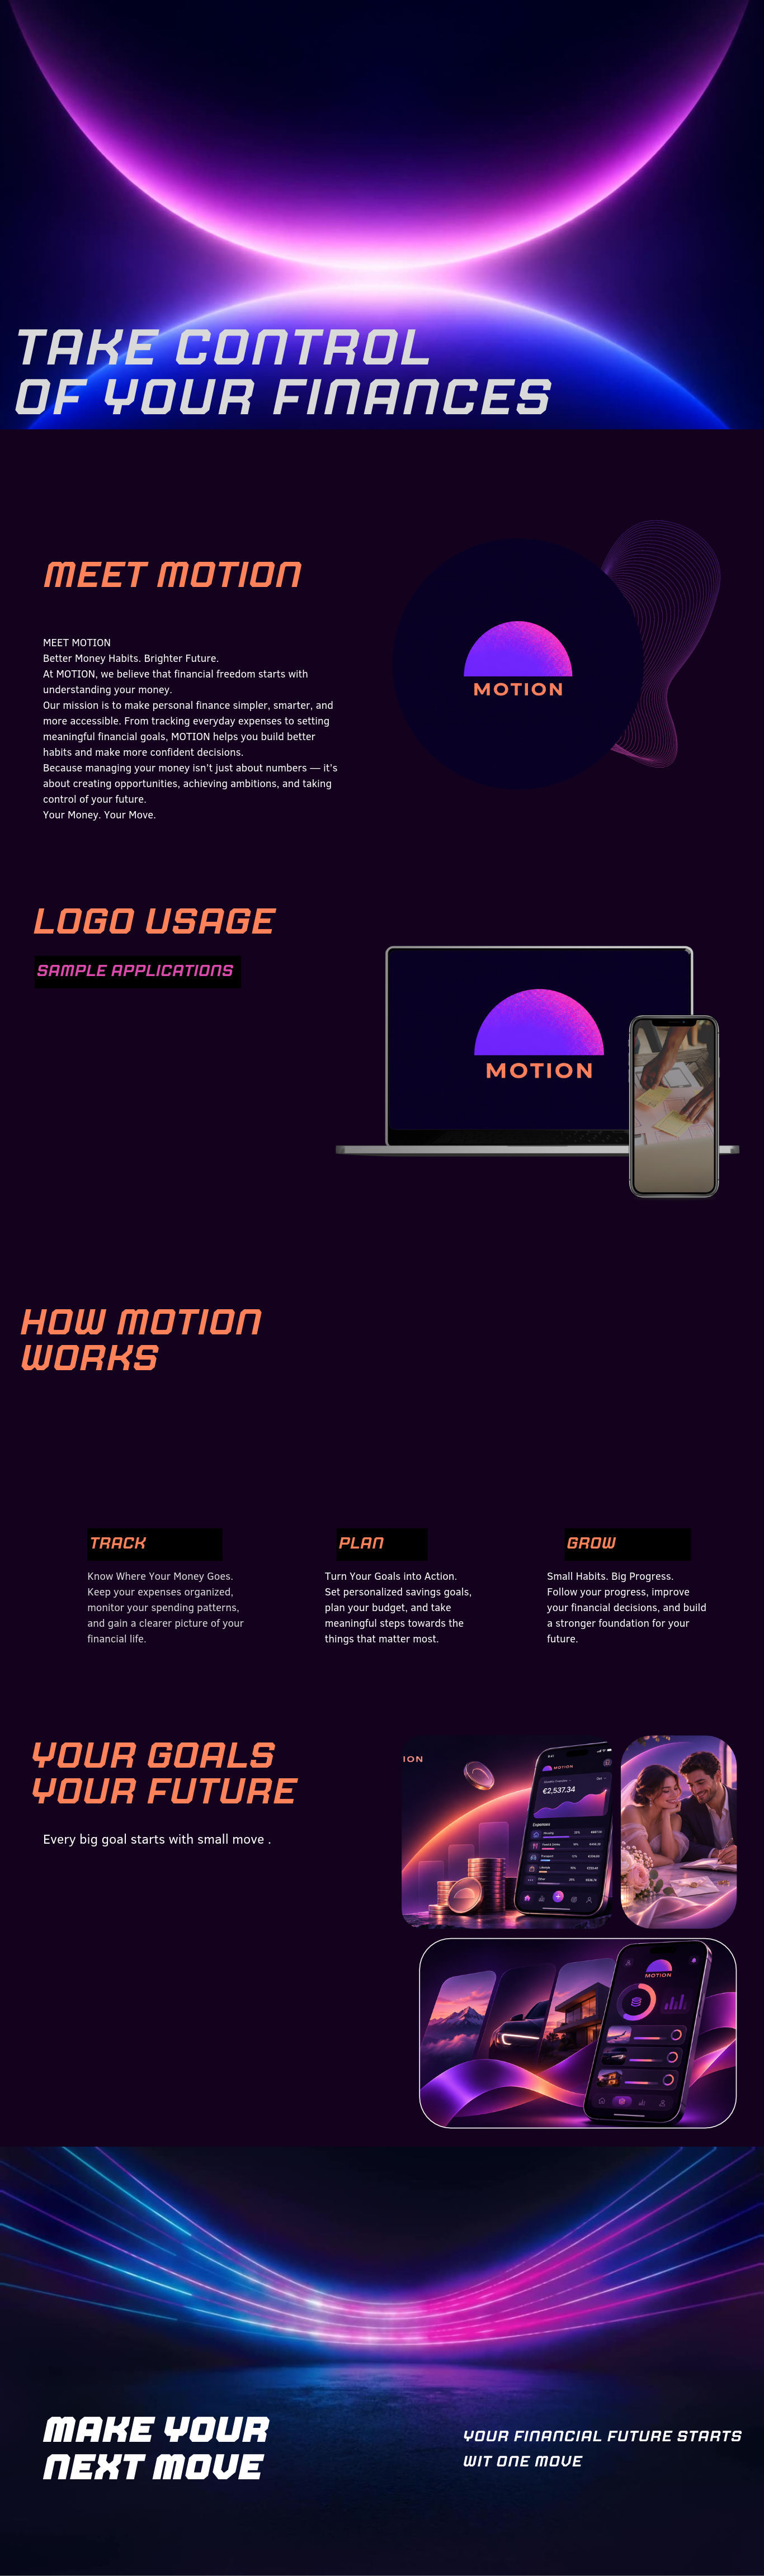 TAKE CONTROL
OF YOUR FINANCES
MEET MOTION
MEET MOTION
Better Money Habits. Brighter Future.
At MOTION, we believe that financial freedom starts with
understanding your money.
Our mission is to make personal finance simpler, smarter, and
more accessible. From tracking everyday expenses to setting
meaningful financial goals, MOTION helps you build better
habits and make more confident decisions.
Because managing your money isn't just about numbers — it's
about creating opportunities, achieving ambitions, and taking
control of your future.
Your Money. Your Move.
MOTION
LOGO USAGE
SAMPLE APPLICATIONS
MOTION
HOW MOTION
WORKS
TRACK
Know Where Your Money Goes.
Keep your expenses organized,
monitor your spending patterns,
and gain a clearer picture of your
financial life.
PLAN
Turn Your Goals into Action.
Set personalized savings goals,
plan your budget, and take
meaningful steps towards the
things that matter most.
GROW
Small Habits. Big Progress.
Follow your progress, improve
your financial decisions, and build
a stronger foundation for your
future.
YOUR GOALS
YOUR FUTURE
Every big goal starts with small move .
ION
MOTION
€2,537.34
Expenses
MOTION
MAKE YOUR
NEXT MOVE
YOUR FINANCIAL FUTURE STARTS
WIT ONE MOVE